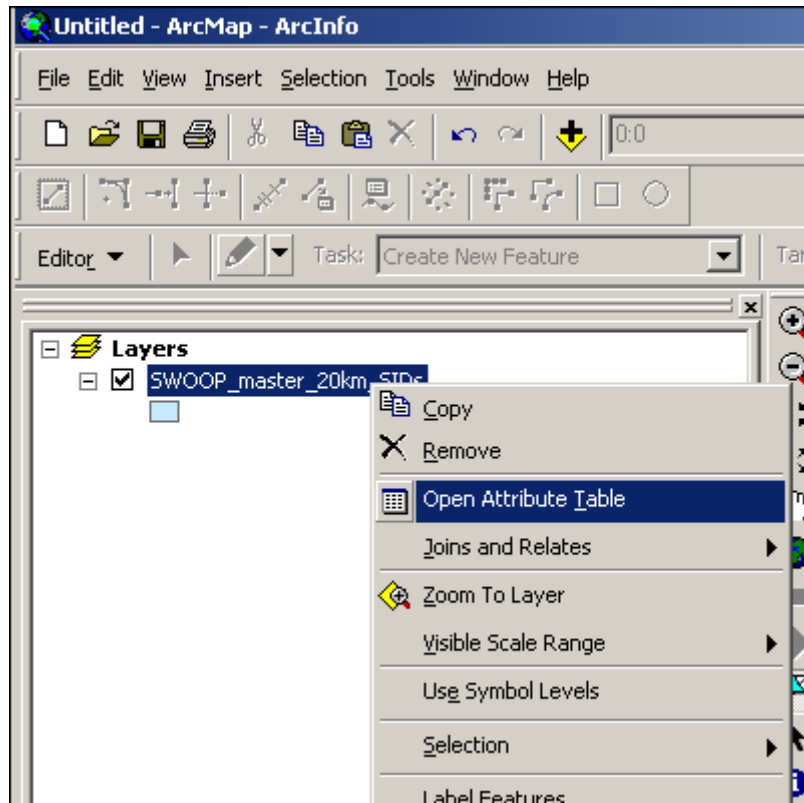 Untitled - ArcMap - ArcInfo
File Edit View Insert Selection Tools Window Help
0:0
Editor Task: Create New Feature
Layers
SWOOP_master_20km_SIDs
Copy
Remove
Open Attribute Table
Joins and Relates
Zoom To Layer
Visible Scale Range
Use Symbol Levels
Selection
Label Features